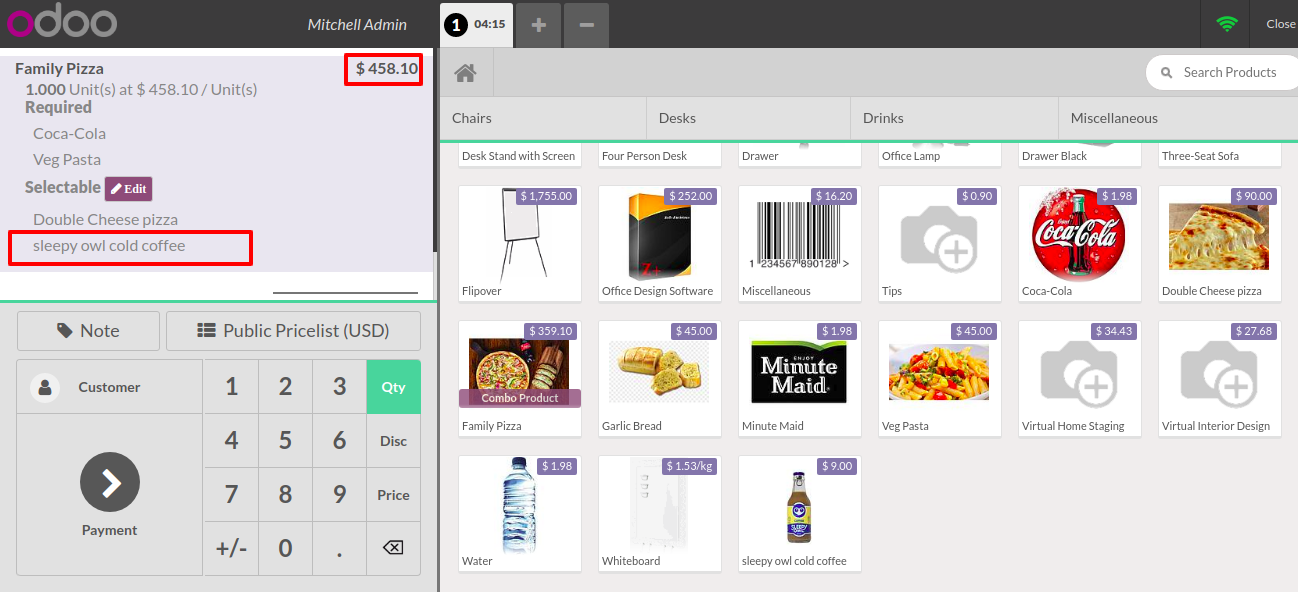 odoo
Mitchell Admin
1 04:15
Close
Family Pizza $ 458.10
1.000 Unit(s) at $ 458.10 / Unit(s)
Required
Coca-Cola
Veg Pasta
Selectable Edit
Double Cheese pizza
sleepy owl cold coffee
Note
Public Pricelist (USD)
Customer
1 2 3 Qty
4 5 6 Disc
7 8 9 Price
+/- 0 .
Payment
Search Products
Chairs Desks Drinks Miscellaneous
Desk Stand with Screen Four Person Desk Drawer Office Lamp Drawer Black Three-Seat Sofa
$ 1,755.00 $ 252.00 $ 16.20 $ 0.90 $ 1.98 $ 90.00
Coca-Cola
Z+
1 234567 890128 >
Flipover Office Design Software Miscellaneous Tips Coca-Cola Double Cheese pizza
$ 359.10 $ 45.00 $ 1.98 $ 45.00 $ 34.43 $ 27.68
ENJOY
Minute
Maid
Combo Product
Family Pizza Garlic Bread Minute Maid Veg Pasta Virtual Home Staging Virtual Interior Design
$ 1.98 $ 1.53/kg $ 9.00
SLEEPY
Water Whiteboard sleepy owl cold coffee